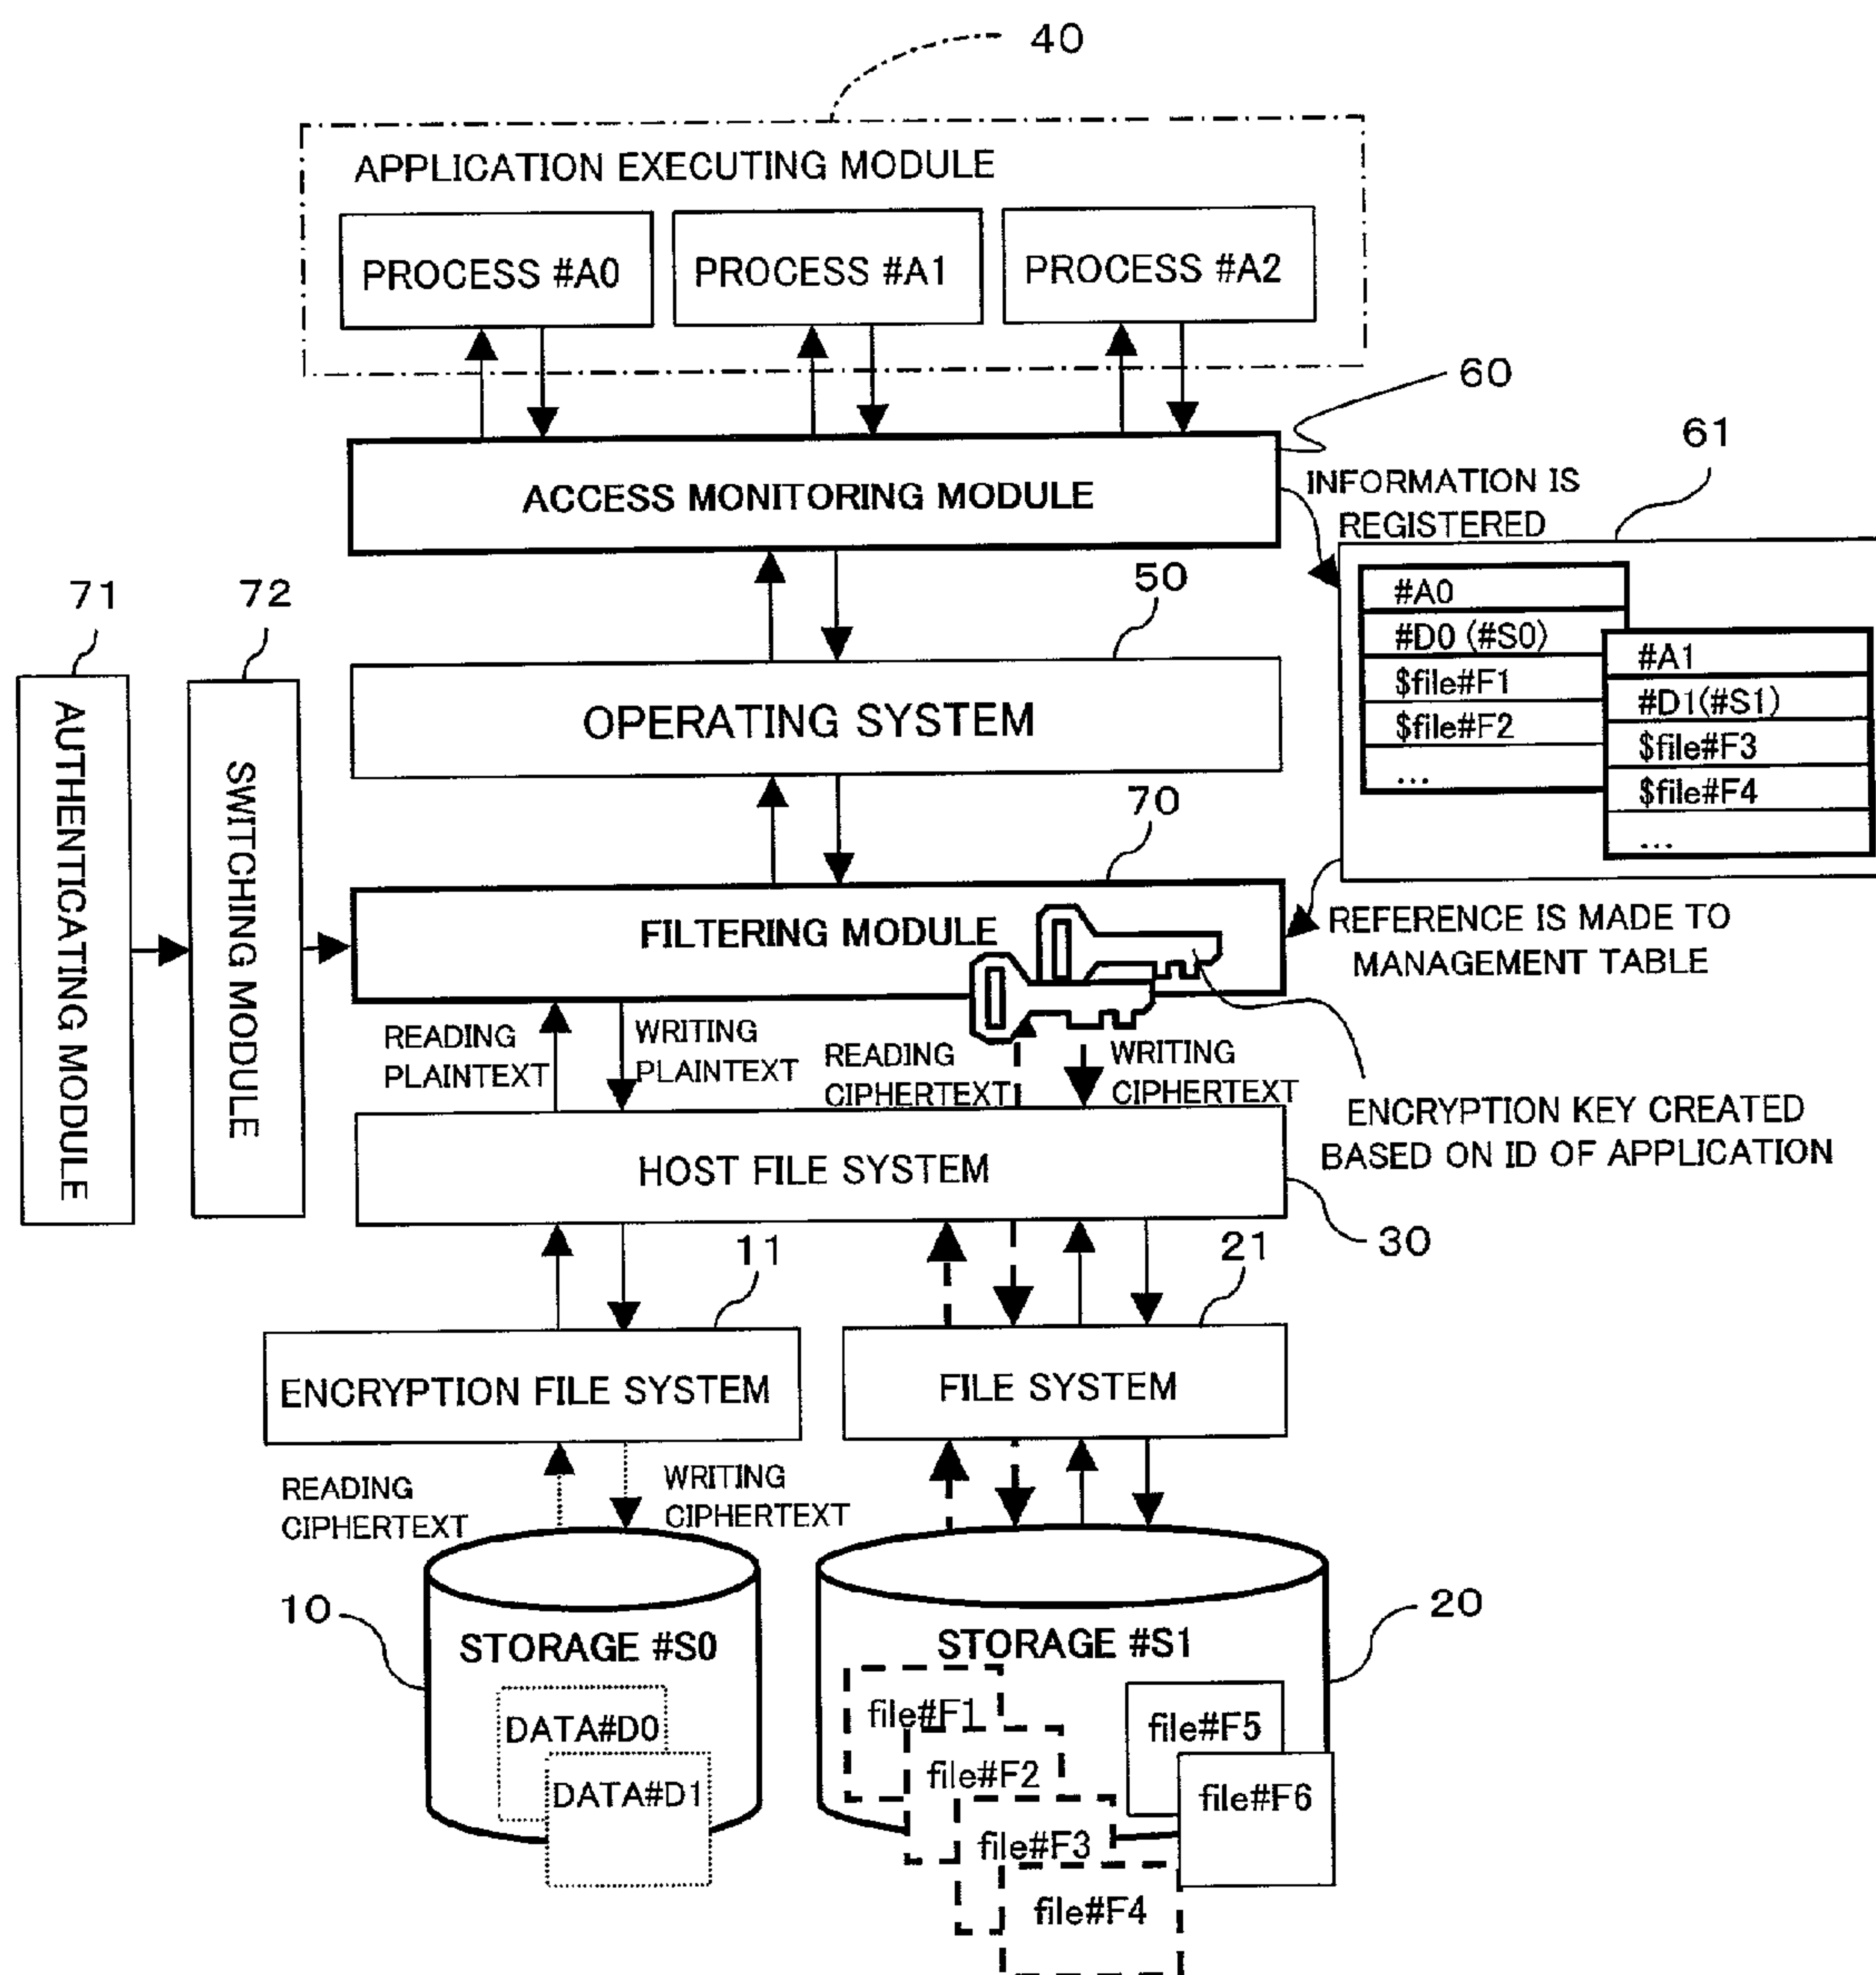 40
APPLICATION EXECUTING MODULE
PROCESS #A0
PROCESS #A1
PROCESS #A2
60
ACCESS MONITORING MODULE
INFORMATION IS
REGISTERED
61
#A0
#D0 (#S0)
$file#F1
$file#F2
...
#A1
#D1(#S1)
$file#F3
$file#F4
...
71
AUTHENTICATING MODULE
72
SWITCHING MODULE
50
OPERATING SYSTEM
70
FILTERING MODULE
REFERENCE IS MADE TO
MANAGEMENT TABLE
READING
PLAINTEXT
WRITING
PLAINTEXT
READING
CIPHERTEXT
WRITING
CIPHERTEXT
ENCRYPTION KEY CREATED
BASED ON ID OF APPLICATION
HOST FILE SYSTEM
30
11
ENCRYPTION FILE SYSTEM
21
FILE SYSTEM
READING
CIPHERTEXT
WRITING
CIPHERTEXT
10
STORAGE #S0
DATA#D0
DATA#D1
20
STORAGE #S1
file#F1
file#F2
file#F3
file#F4
file#F5
file#F6